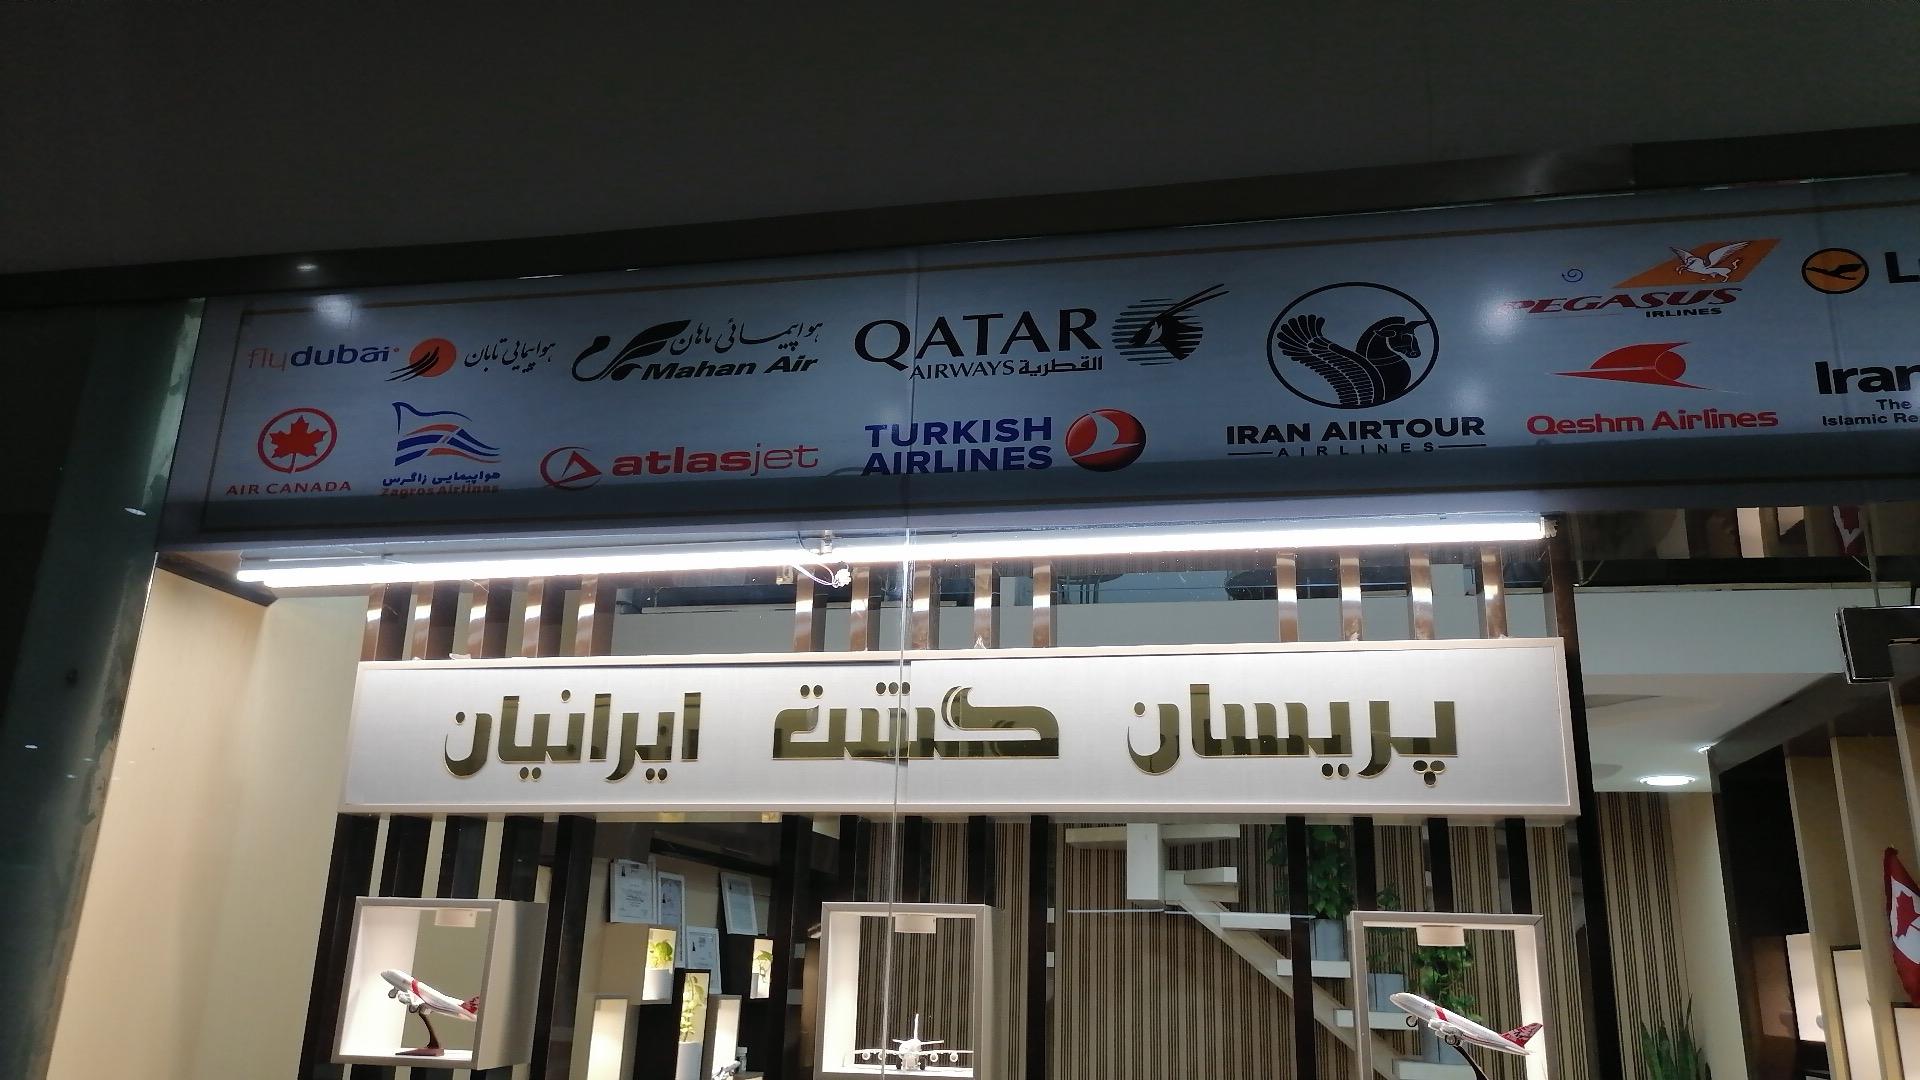 flydubai
هواپیمائی تابان
هواپیمائی ماهان
Mahan Air
QATAR
AIRWAYS القطرية
PEGASUS
IRLINES
AIR CANADA
هواپیمایی زاگرس
Zagros Airlines
atlasjet
TURKISH
AIRLINES
IRAN AIRTOUR
AIRLINES
Qeshm Airlines
Iran
The
Islamic Re
پریسان گشت ایرانیان